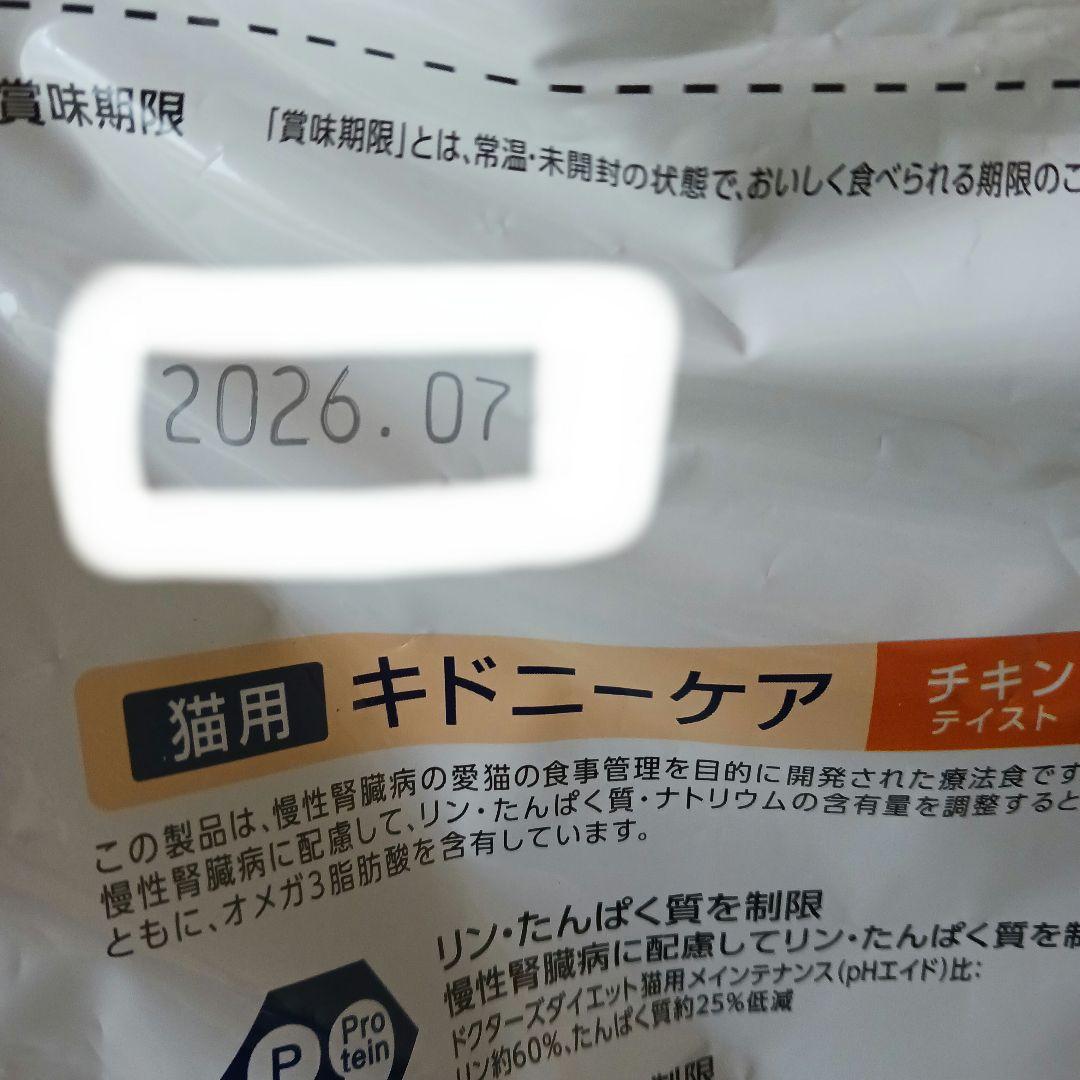 賞味期限
「賞味期限」とは、常温・未開封の状態で、おいしく食べられる期限のこ
2026.07
猫用 キドニーケア チキン
テイスト
この製品は、慢性腎臓病の愛猫の食事管理を目的に開発された療法食です
慢性腎臓病に配慮して、リン・たんぱく質・ナトリウムの含有量を調整すると
ともに、オメガ3脂肪酸を含有しています。
リン・たんぱく質を制限
慢性腎臓病に配慮してリン・たんぱく質を制
ドクターズダイエット猫用メインテナンス(pHエイド)比:
リン約60%、たんぱく質約25%低減
P
Pro
tein
制限